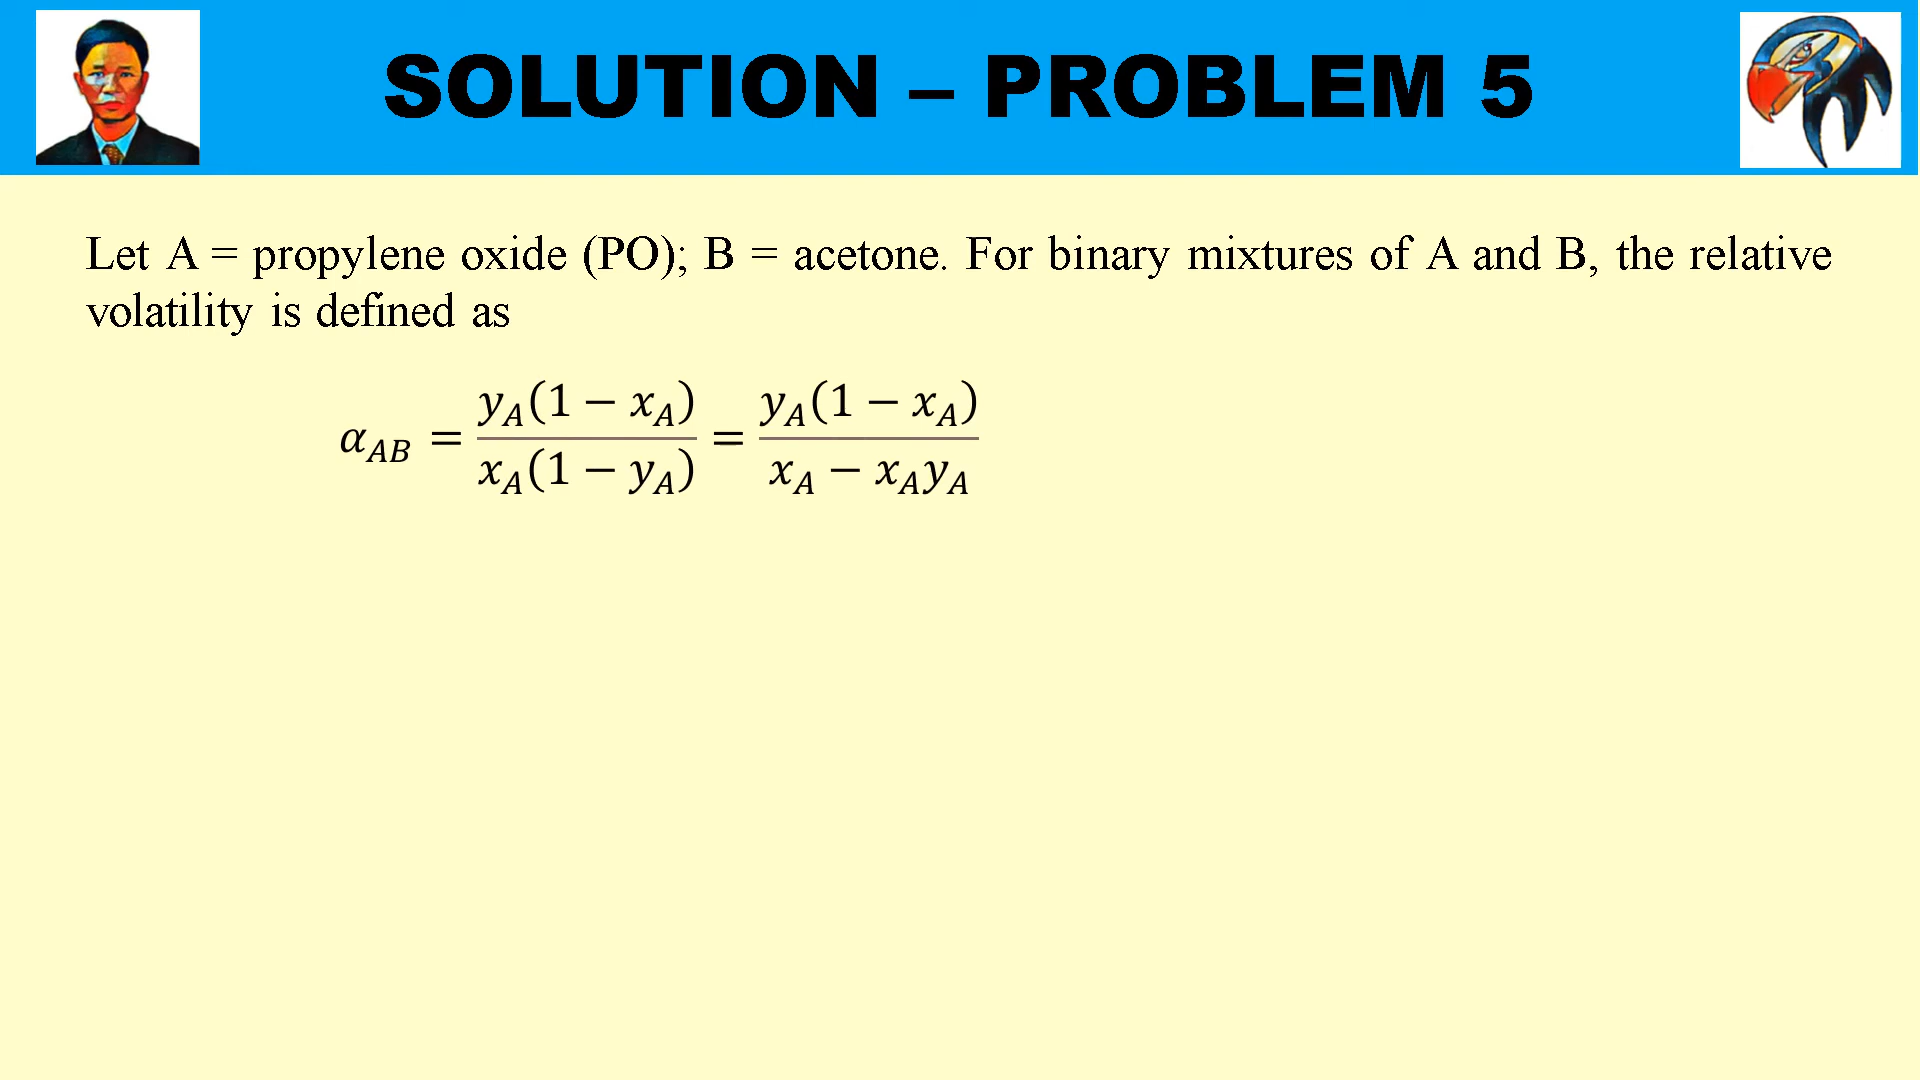 SOLUTION – PROBLEM 5
Let A = propylene oxide (PO); B = acetone. For binary mixtures of A and B, the relative
volatility is defined as
α_AB = y_A(1 − x_A) / x_A(1 − y_A) = y_A(1 − x_A) / x_A − x_A y_A